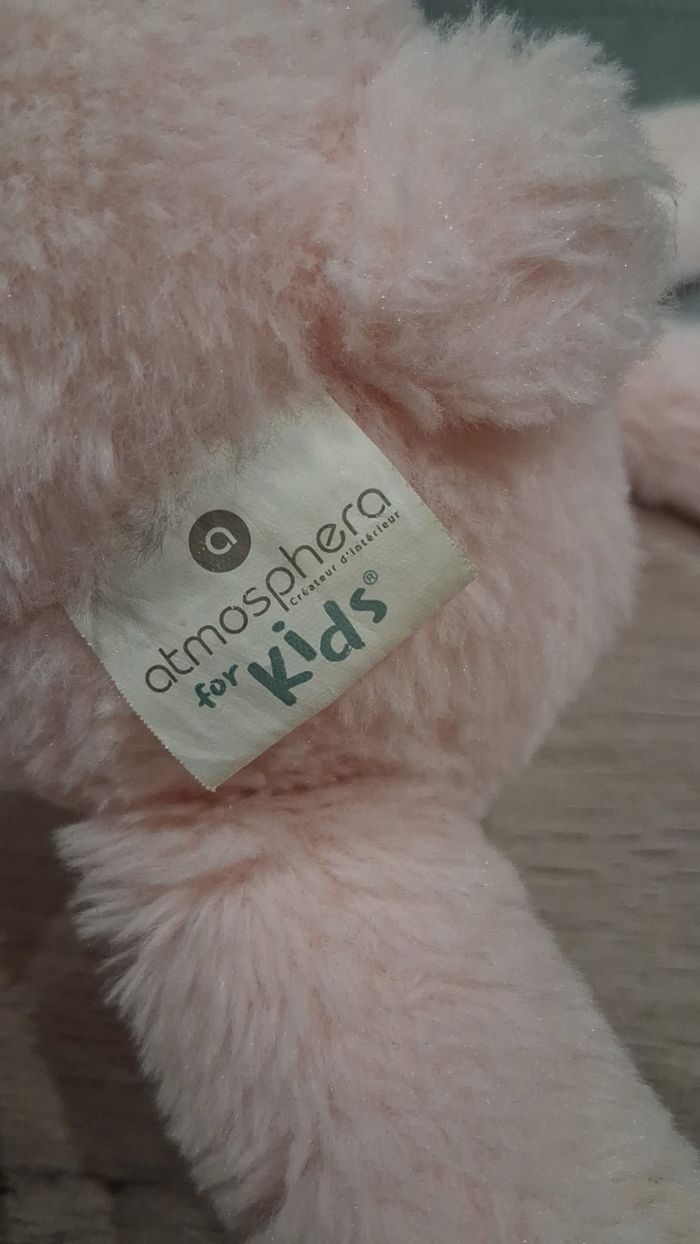 a
atmosphera
Créateur d'intérieur
for kids®